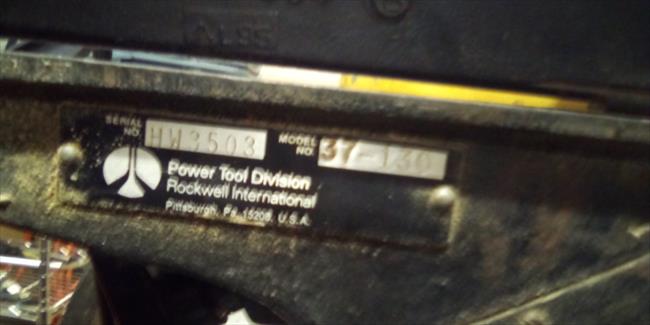 SERIAL NO. HW3503 MODEL NO. 37-130
Power Tool Division
Rockwell International
Pittsburgh, Pa. 15208, U.S.A.